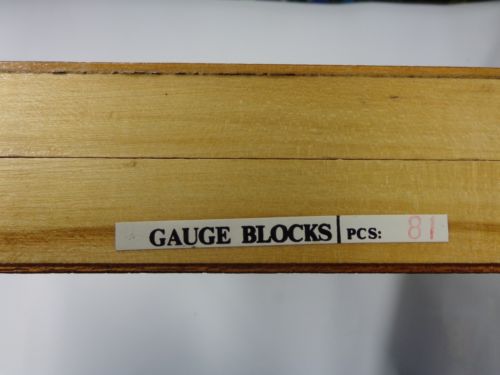 GAUGE BLOCKS | PCS: 81